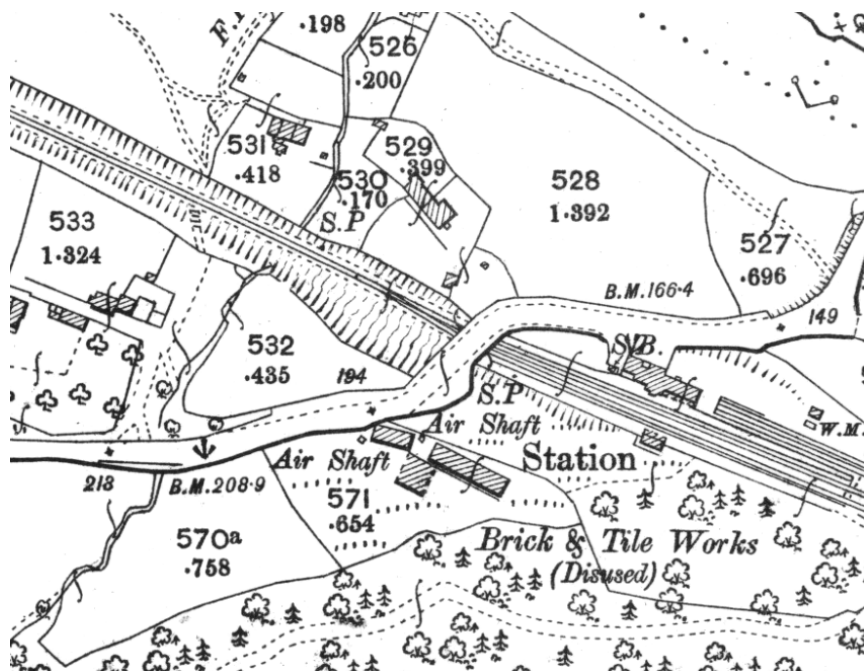 F.
.198
526
.200
531
.418
529
.399
530
.170
S.P
528
1.392
527
.696
533
1.324
B.M.166.4
149
532
.435
194
S.B.
S.P
Air Shaft
Air Shaft
Station
W.M.
213
B.M.208.9
571
.654
570a
.758
Brick & Tile Works
(Disused)